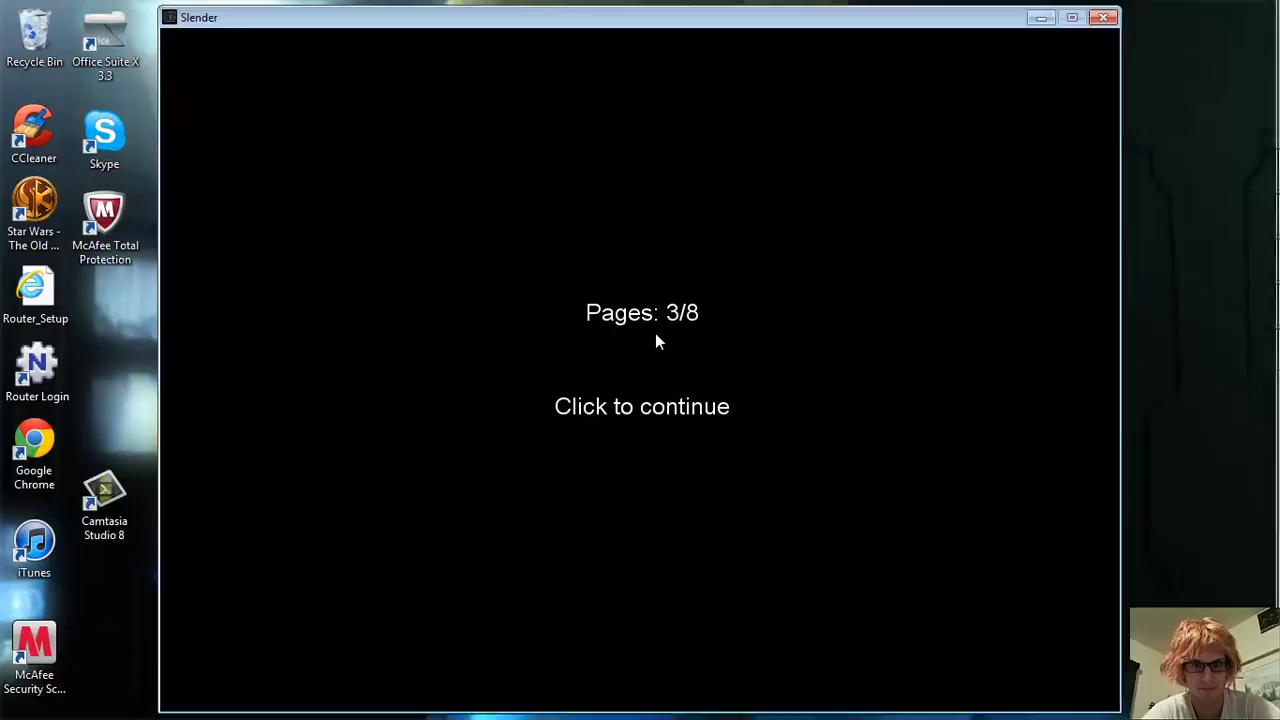 Slender
Recycle Bin
Office Suite X
3.3
CCleaner
Skype
Star Wars -
The Old ...
McAfee Total
Protection
Router_Setup
Pages: 3/8
Router Login
Click to continue
Google
Chrome
Camtasia
Studio 8
iTunes
McAfee
Security Sc...